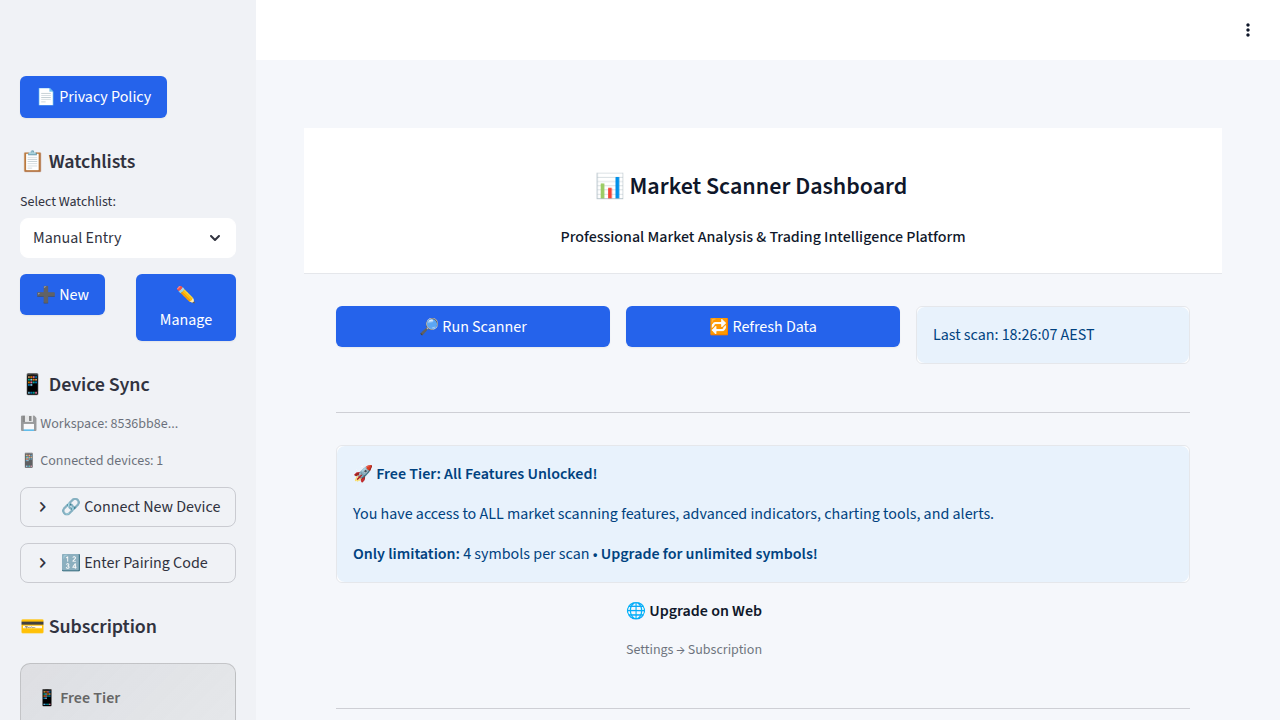 📄 Privacy Policy
📋 Watchlists
Select Watchlist:
Manual Entry
➕ New
✏️
Manage
📱 Device Sync
💾 Workspace: 8536bb8e...
📱 Connected devices: 1
🔗 Connect New Device
🔢 Enter Pairing Code
💳 Subscription
📱 Free Tier
📊 Market Scanner Dashboard
Professional Market Analysis & Trading Intelligence Platform
🔎 Run Scanner
🔁 Refresh Data
Last scan: 18:26:07 AEST
🚀 Free Tier: All Features Unlocked!
You have access to ALL market scanning features, advanced indicators, charting tools, and alerts.
Only limitation: 4 symbols per scan • Upgrade for unlimited symbols!
🌐 Upgrade on Web
Settings → Subscription